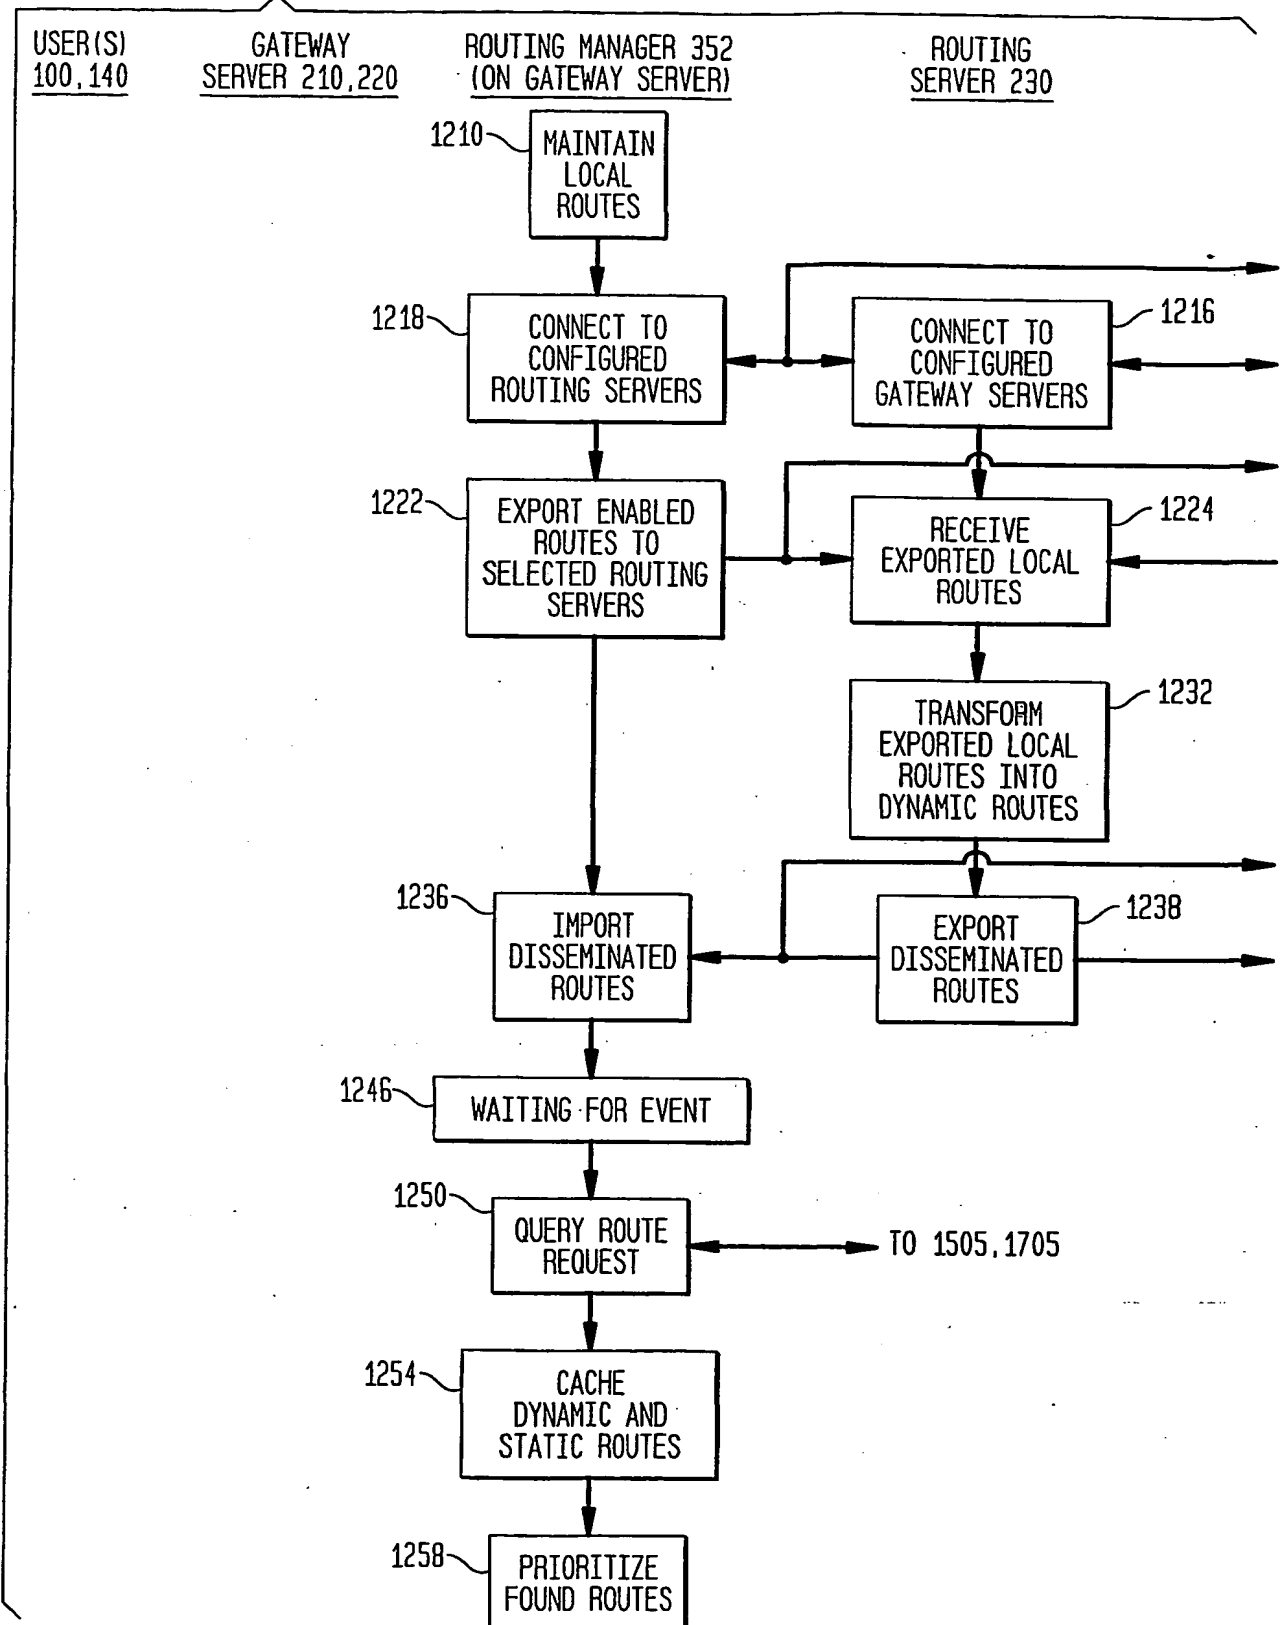 USER(S)
100,140
GATEWAY
SERVER 210,220
ROUTING MANAGER 352
(ON GATEWAY SERVER)
ROUTING
SERVER 230
1210
MAINTAIN
LOCAL
ROUTES
1218
CONNECT TO
CONFIGURED
ROUTING SERVERS
1216
CONNECT TO
CONFIGURED
GATEWAY SERVERS
1222
EXPORT ENABLED
ROUTES TO
SELECTED ROUTING
SERVERS
1224
RECEIVE
EXPORTED LOCAL
ROUTES
1232
TRANSFORM
EXPORTED LOCAL
ROUTES INTO
DYNAMIC ROUTES
1236
IMPORT
DISSEMINATED
ROUTES
1238
EXPORT
DISSEMINATED
ROUTES
1246
WAITING FOR EVENT
1250
QUERY ROUTE
REQUEST
TO 1505,1705
1254
CACHE
DYNAMIC AND
STATIC ROUTES
1258
PRIORITIZE
FOUND ROUTES